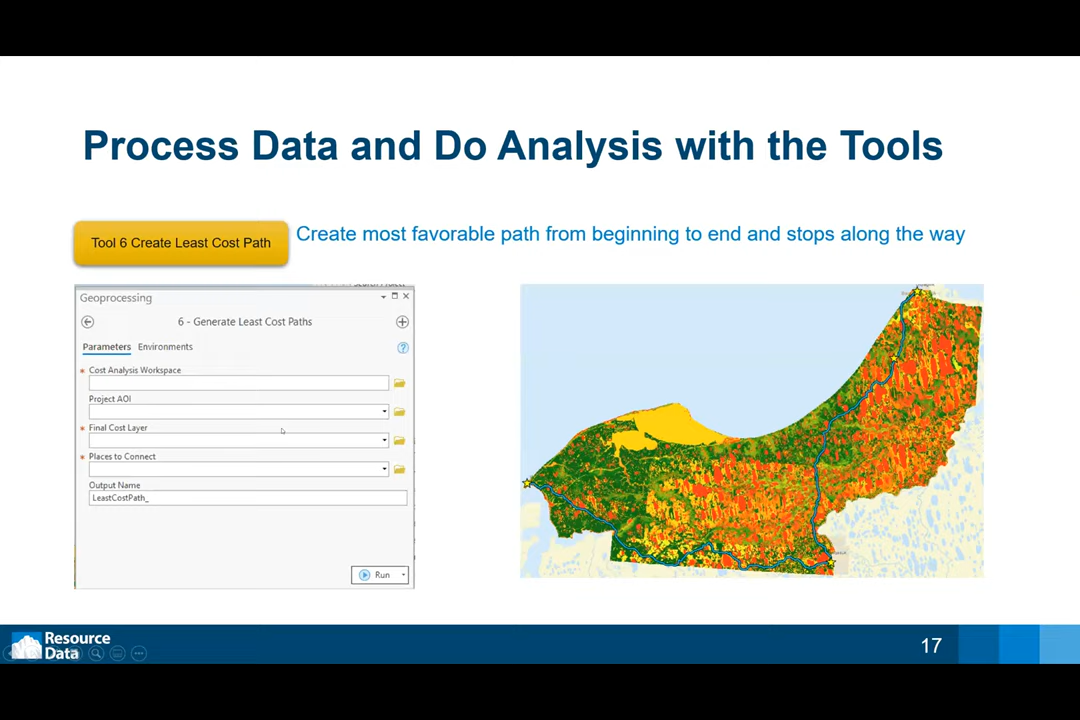 Process Data and Do Analysis with the Tools
Tool 6 Create Least Cost Path
Create most favorable path from beginning to end and stops along the way
Geoprocessing
6 - Generate Least Cost Paths
Parameters Environments
* Cost Analysis Workspace
Project AOI
* Final Cost Layer
* Places to Connect
Output Name
LeastCostPath_
Run
Resource
Data
17